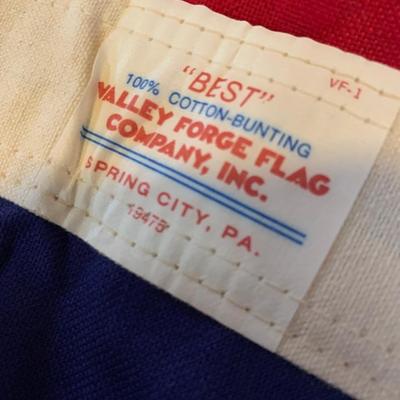 "BEST" VF-1
100% COTTON-BUNTING
VALLEY FORGE FLAG
COMPANY, INC.
SPRING CITY, PA.
19475